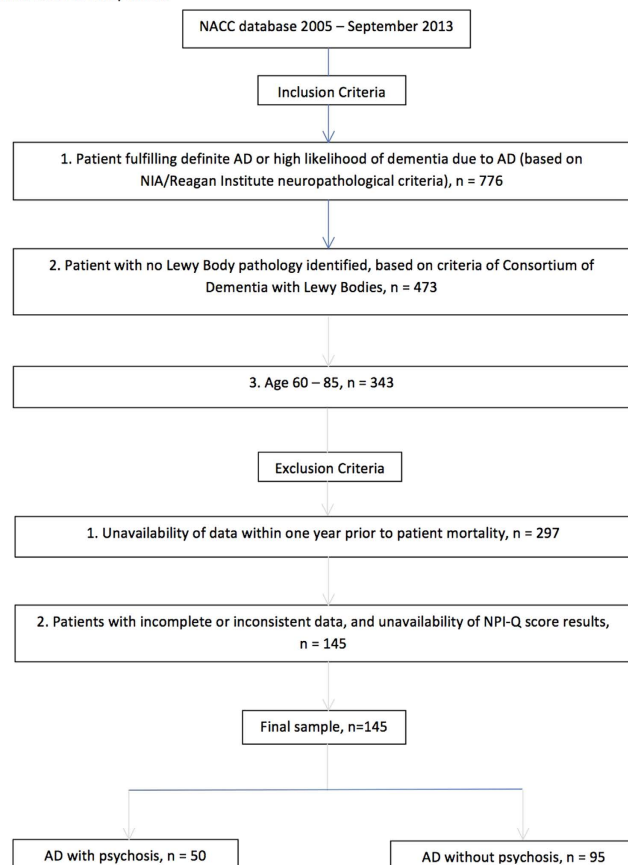 NACC database 2005 – September 2013
Inclusion Criteria
1. Patient fulfilling definite AD or high likelihood of dementia due to AD (based on
NIA/Reagan Institute neuropathological criteria), n = 776
2. Patient with no Lewy Body pathology identified, based on criteria of Consortium of
Dementia with Lewy Bodies, n = 473
3. Age 60 – 85, n = 343
Exclusion Criteria
1. Unavailability of data within one year prior to patient mortality, n = 297
2. Patients with incomplete or inconsistent data, and unavailability of NPI-Q score results,
n = 145
Final sample, n=145
AD with psychosis, n = 50
AD without psychosis, n = 95